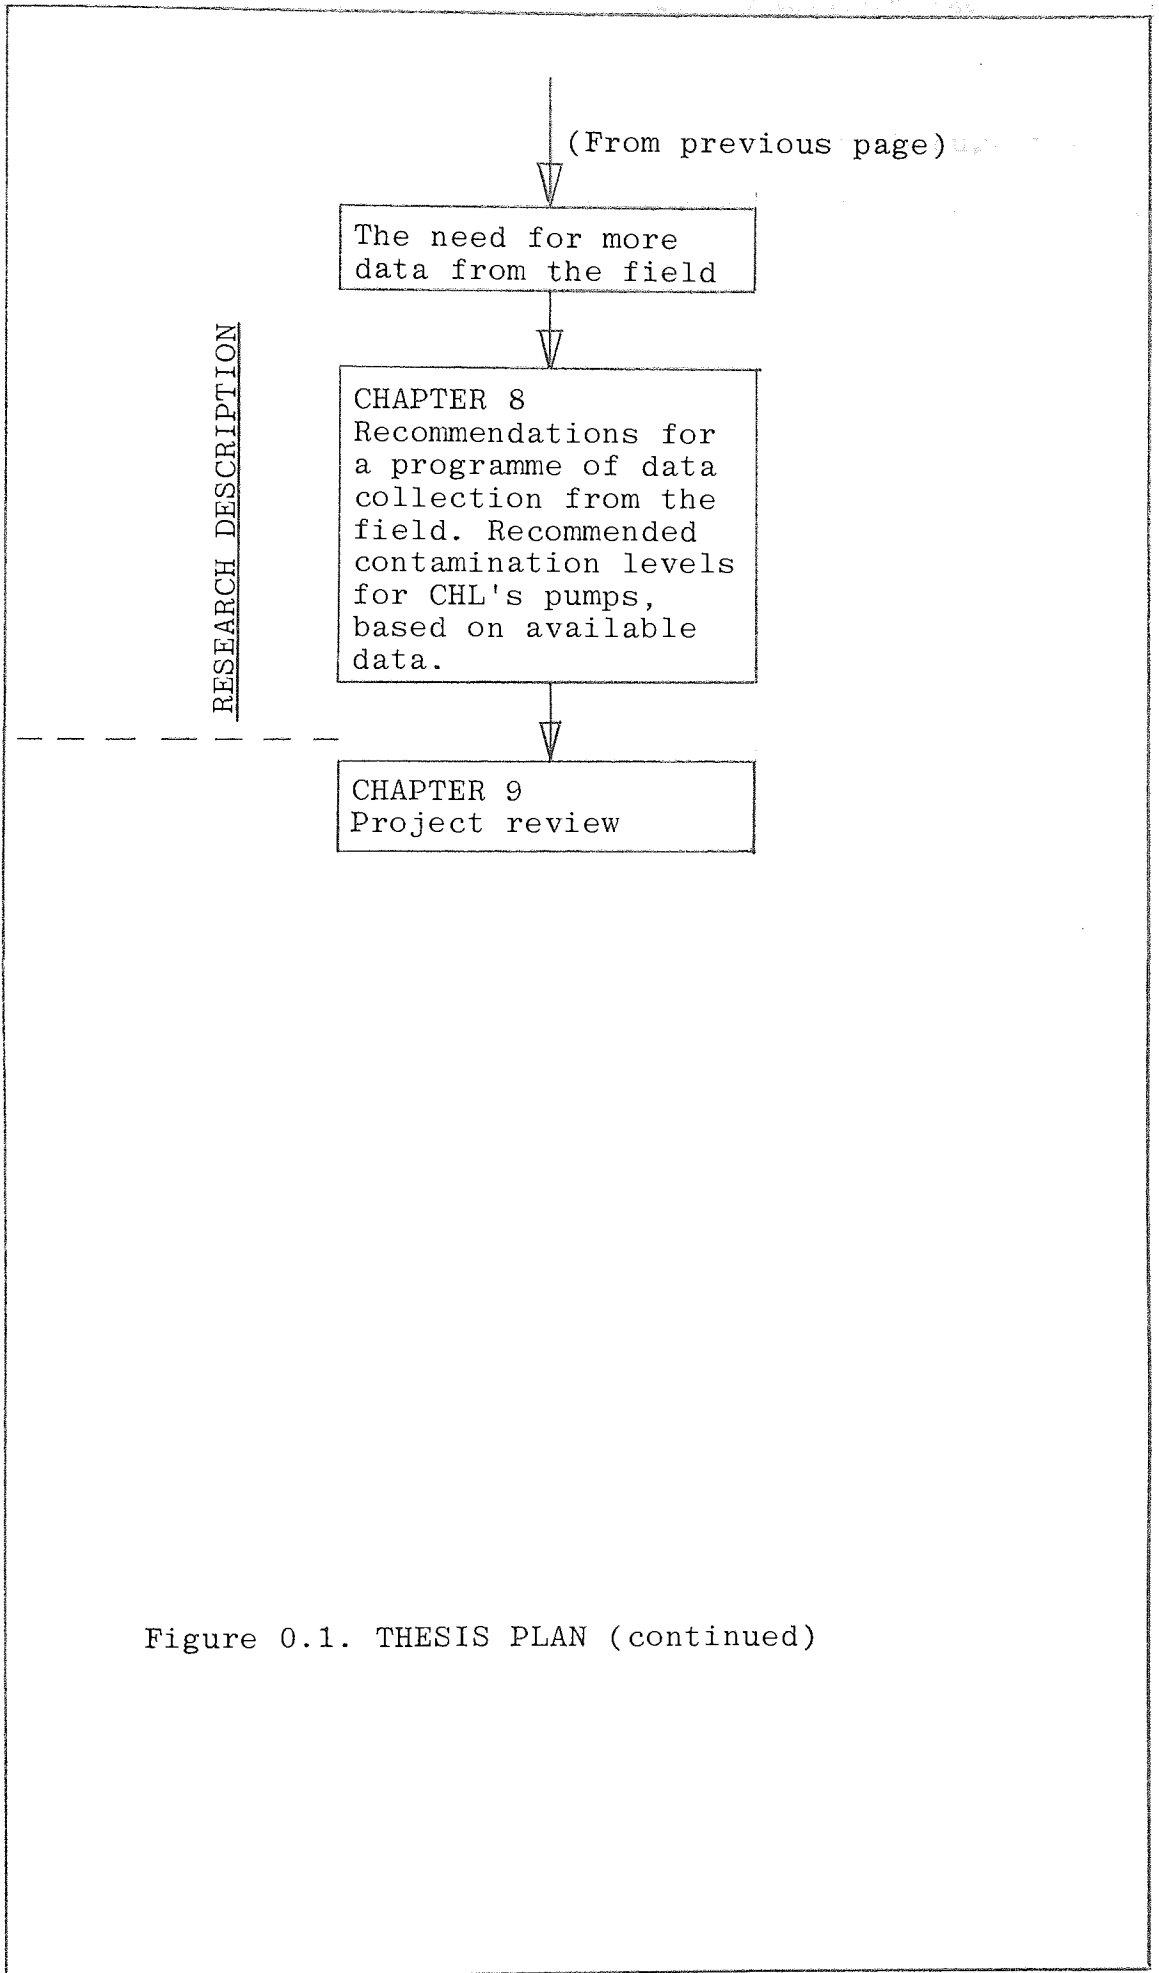 (From previous page)
The need for more
data from the field
RESEARCH DESCRIPTION
CHAPTER 8
Recommendations for
a programme of data
collection from the
field. Recommended
contamination levels
for CHL's pumps,
based on available
data.
CHAPTER 9
Project review
Figure 0.1. THESIS PLAN (continued)